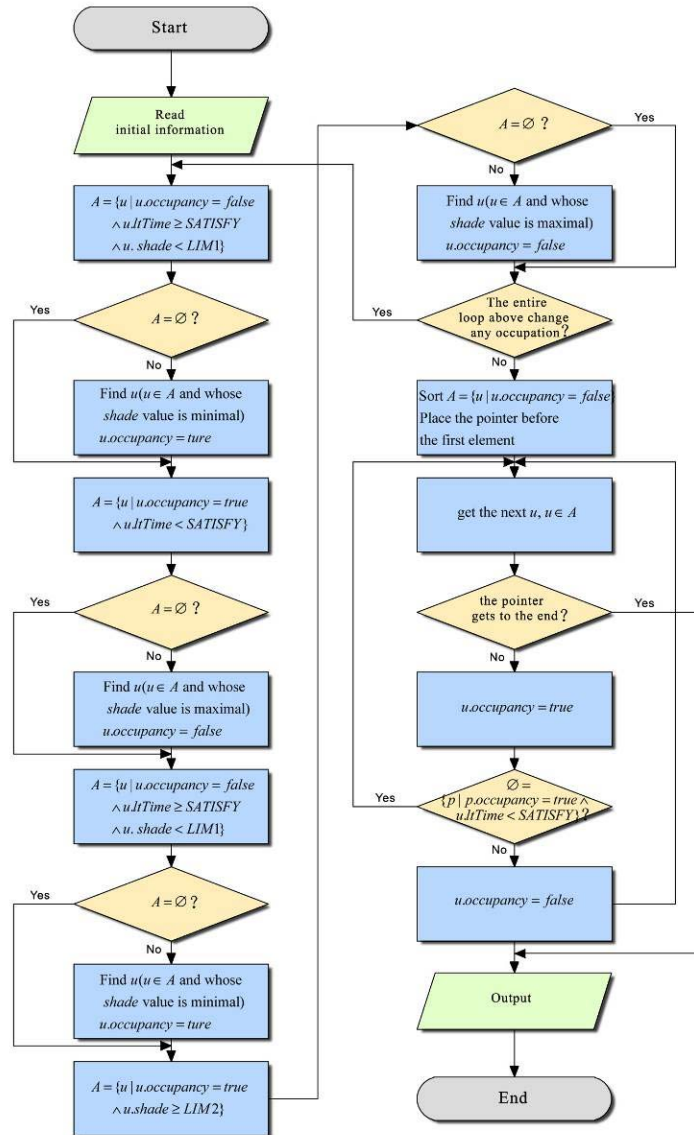 Start
Read
initial information
A = {u | u.occupancy = false
∧ u.ltTime ≥ SATISFY
∧ u. shade < LIM1}
Yes
A = ∅ ?
No
Find u(u ∈ A and whose
shade value is minimal)
u.occupancy = ture
A = {u | u.occupancy = true
∧ u.ltTime < SATISFY}
Yes
A = ∅ ?
No
Find u(u ∈ A and whose
shade value is maximal)
u.occupancy = false
A = {u | u.occupancy = false
∧ u.ltTime ≥ SATISFY
∧ u. shade < LIM1}
Yes
A = ∅ ?
No
Find u(u ∈ A and whose
shade value is minimal)
u.occupancy = ture
A = {u | u.occupancy = true
∧ u.shade ≥ LIM2}
A = ∅ ?
Yes
No
Find u(u ∈ A and whose
shade value is maximal)
u.occupancy = false
Yes
The entire
loop above change
any occupation?
No
Sort A = {u | u.occupancy = false
Place the pointer before
the first element
get the next u, u ∈ A
the pointer
gets to the end?
Yes
No
u.occupancy = true
Yes
∅ =
{p | p.occupancy = true ∧
u.ltTime < SATISFY}?
No
u.occupancy = false
Output
End